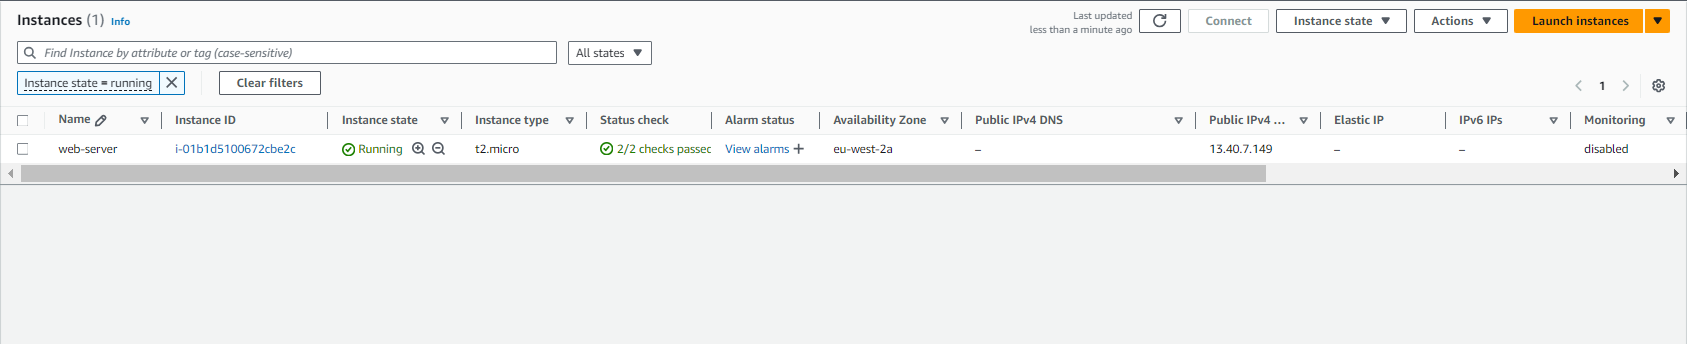 Instances (1) Info
Last updated
less than a minute ago
Connect
Instance state
Actions
Launch instances
Find Instance by attribute or tag (case-sensitive)
All states
Instance state = running
Clear filters
1
Name Instance ID Instance state Instance type Status check Alarm status Availability Zone Public IPv4 DNS Public IPv4 ... Elastic IP IPv6 IPs Monitoring
web-server i-01b1d5100672cbe2c Running t2.micro 2/2 checks passec View alarms + eu-west-2a – 13.40.7.149 – – disabled